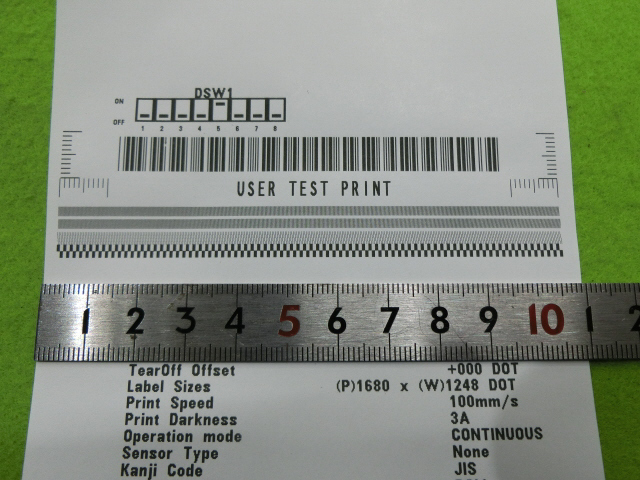 DSW1
ON
OFF
1 2 3 4 5 6 7 8
USER TEST PRINT
1 2 3 4 5 6 7 8 9 10 1 2
TearOff Offset +000 DOT
Label Sizes (P)1680 x (W)1248 DOT
Print Speed 100mm/s
Print Darkness 3A
Operation mode CONTINUOUS
Sensor Type None
Kanji Code JIS